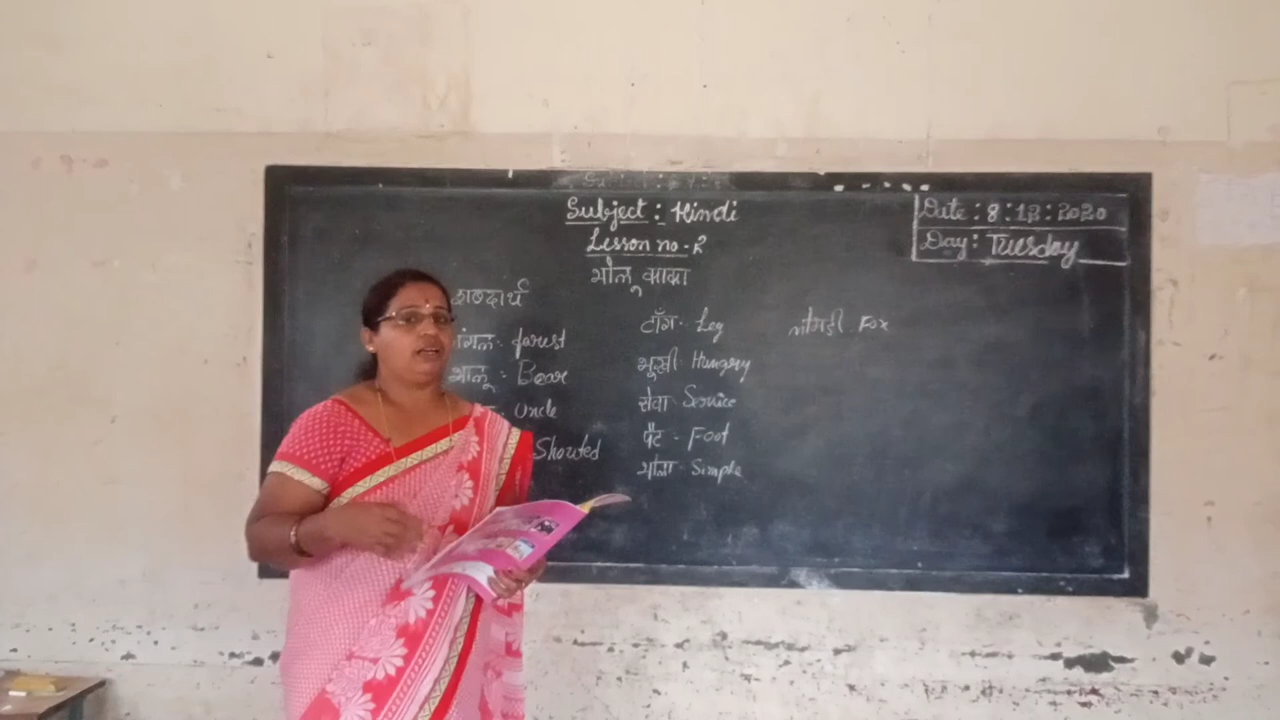 Subject : Hindi
Lesson no - 2
भोलू काका
Date : 8 : 12 : 2020
Day : Tuesday
शब्दार्थ
जंगल - forest
भालू - Bear
Uncle
Shouted
टाँग - Leg
भूखी - Hungry
सेवा - Service
पैर - Foot
भोला - Simple
लोमडी - Fox